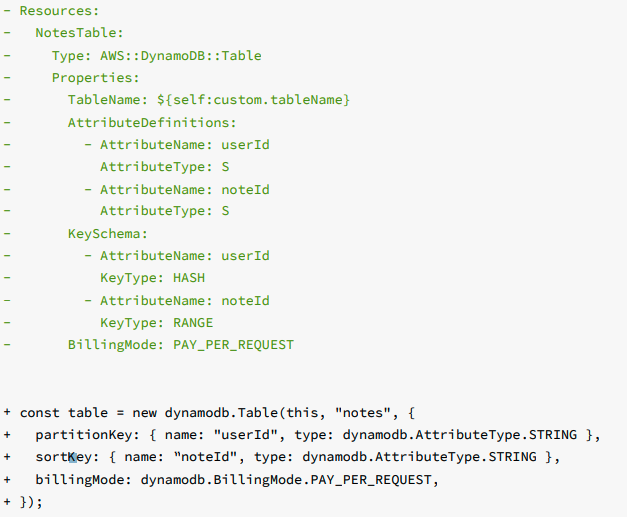 - Resources:
-   NotesTable:
-     Type: AWS::DynamoDB::Table
-     Properties:
-       TableName: ${self:custom.tableName}
-       AttributeDefinitions:
-         - AttributeName: userId
-           AttributeType: S
-         - AttributeName: noteId
-           AttributeType: S
-       KeySchema:
-         - AttributeName: userId
-           KeyType: HASH
-         - AttributeName: noteId
-           KeyType: RANGE
-       BillingMode: PAY_PER_REQUEST
+ const table = new dynamodb.Table(this, "notes", {
+   partitionKey: { name: "userId", type: dynamodb.AttributeType.STRING },
+   sortKey: { name: "noteId", type: dynamodb.AttributeType.STRING },
+   billingMode: dynamodb.BillingMode.PAY_PER_REQUEST,
+ });